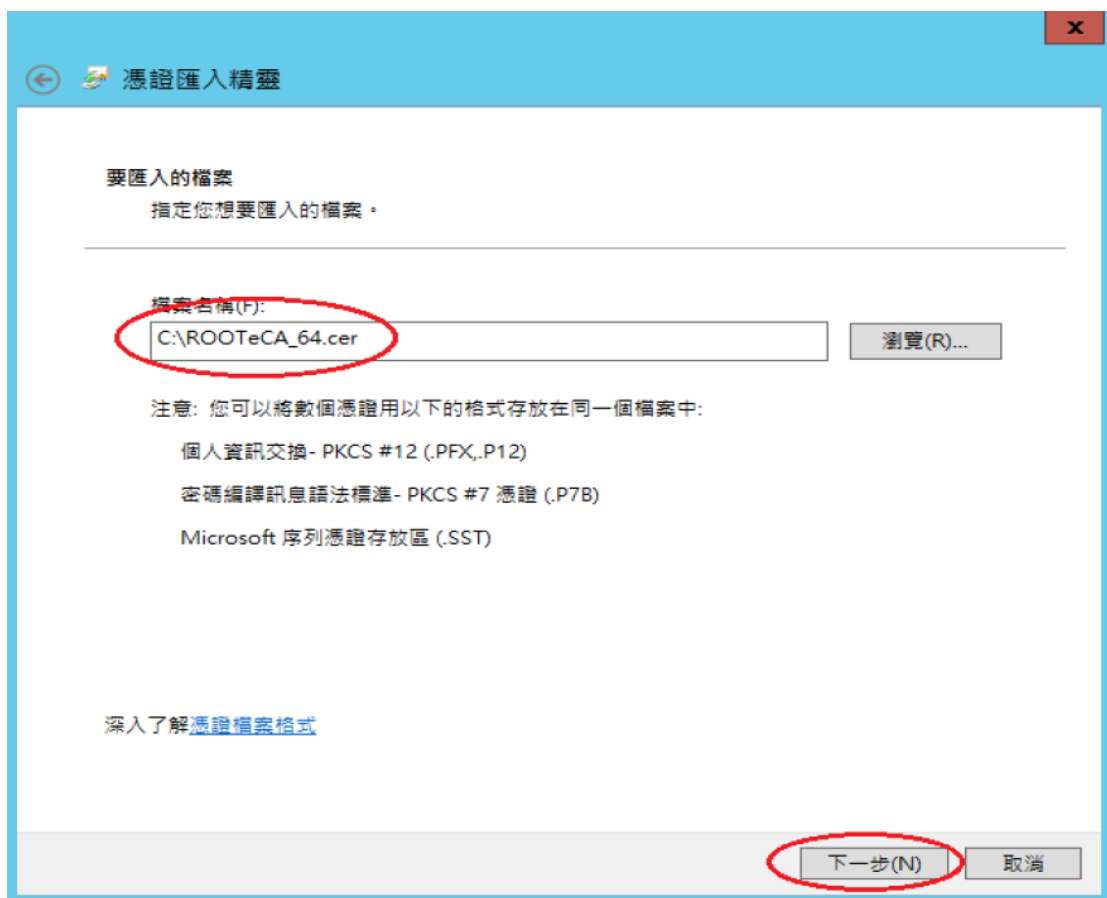 x
憑證匯入精靈
要匯入的檔案
指定您想要匯入的檔案。
檔案名稱(F):
C:\ROOTeCA_64.cer
瀏覽(R)...
注意: 您可以將數個憑證用以下的格式存放在同一個檔案中:
個人資訊交換- PKCS #12 (.PFX,.P12)
密碼編譯訊息語法標準- PKCS #7 憑證 (.P7B)
Microsoft 序列憑證存放區 (.SST)
深入了解憑證檔案格式
下一步(N)
取消